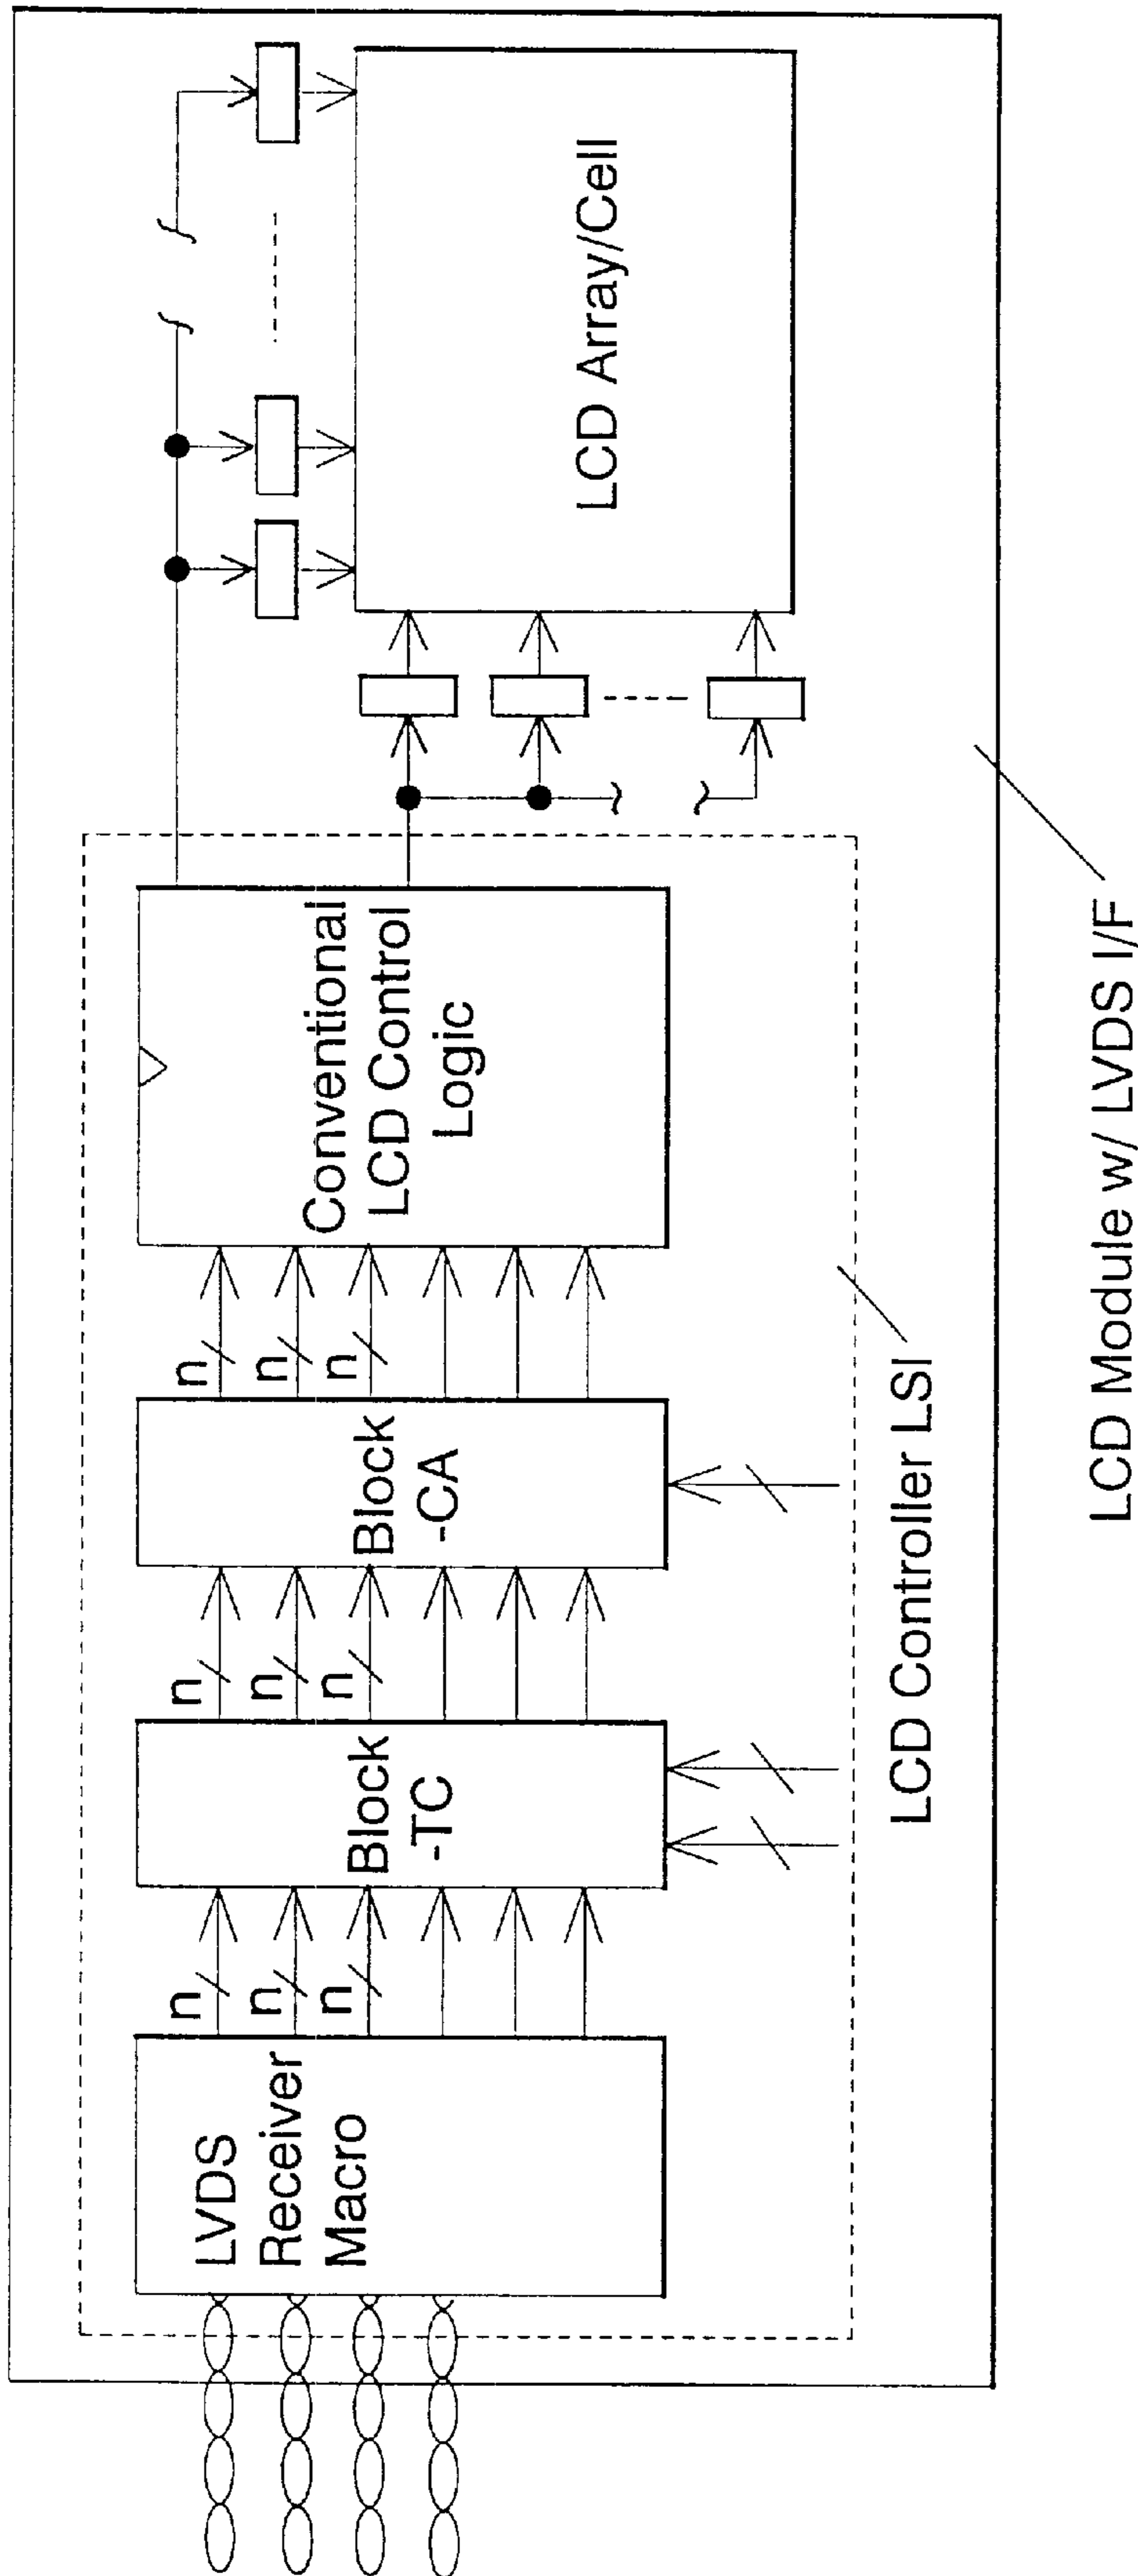 LVDS
Receiver
Macro
n
n
n
Block
-TC
n
n
n
Block
-CA
n
n
n
Conventional
LCD Control
Logic
LCD Array/Cell
LCD Controller LSI
LCD Module w/ LVDS I/F